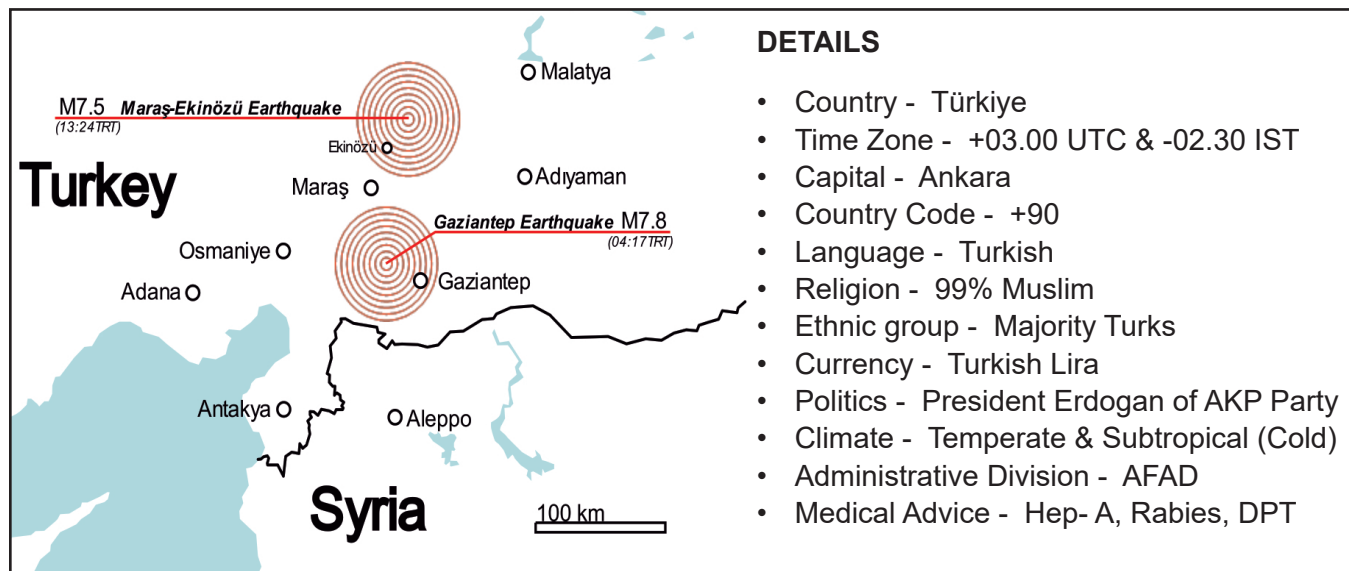 Malatya
M7.5 Maraş-Ekinözü Earthquake
(13:24TRT)
Ekinözü
Turkey
Maraş
Adıyaman
Gaziantep Earthquake M7.8
(04:17TRT)
Osmaniye
Gaziantep
Adana
Antakya
Aleppo
Syria
100 km
DETAILS
• Country - Türkiye
• Time Zone - +03.00 UTC & -02.30 IST
• Capital - Ankara
• Country Code - +90
• Language - Turkish
• Religion - 99% Muslim
• Ethnic group - Majority Turks
• Currency - Turkish Lira
• Politics - President Erdogan of AKP Party
• Climate - Temperate & Subtropical (Cold)
• Administrative Division - AFAD
• Medical Advice - Hep- A, Rabies, DPT